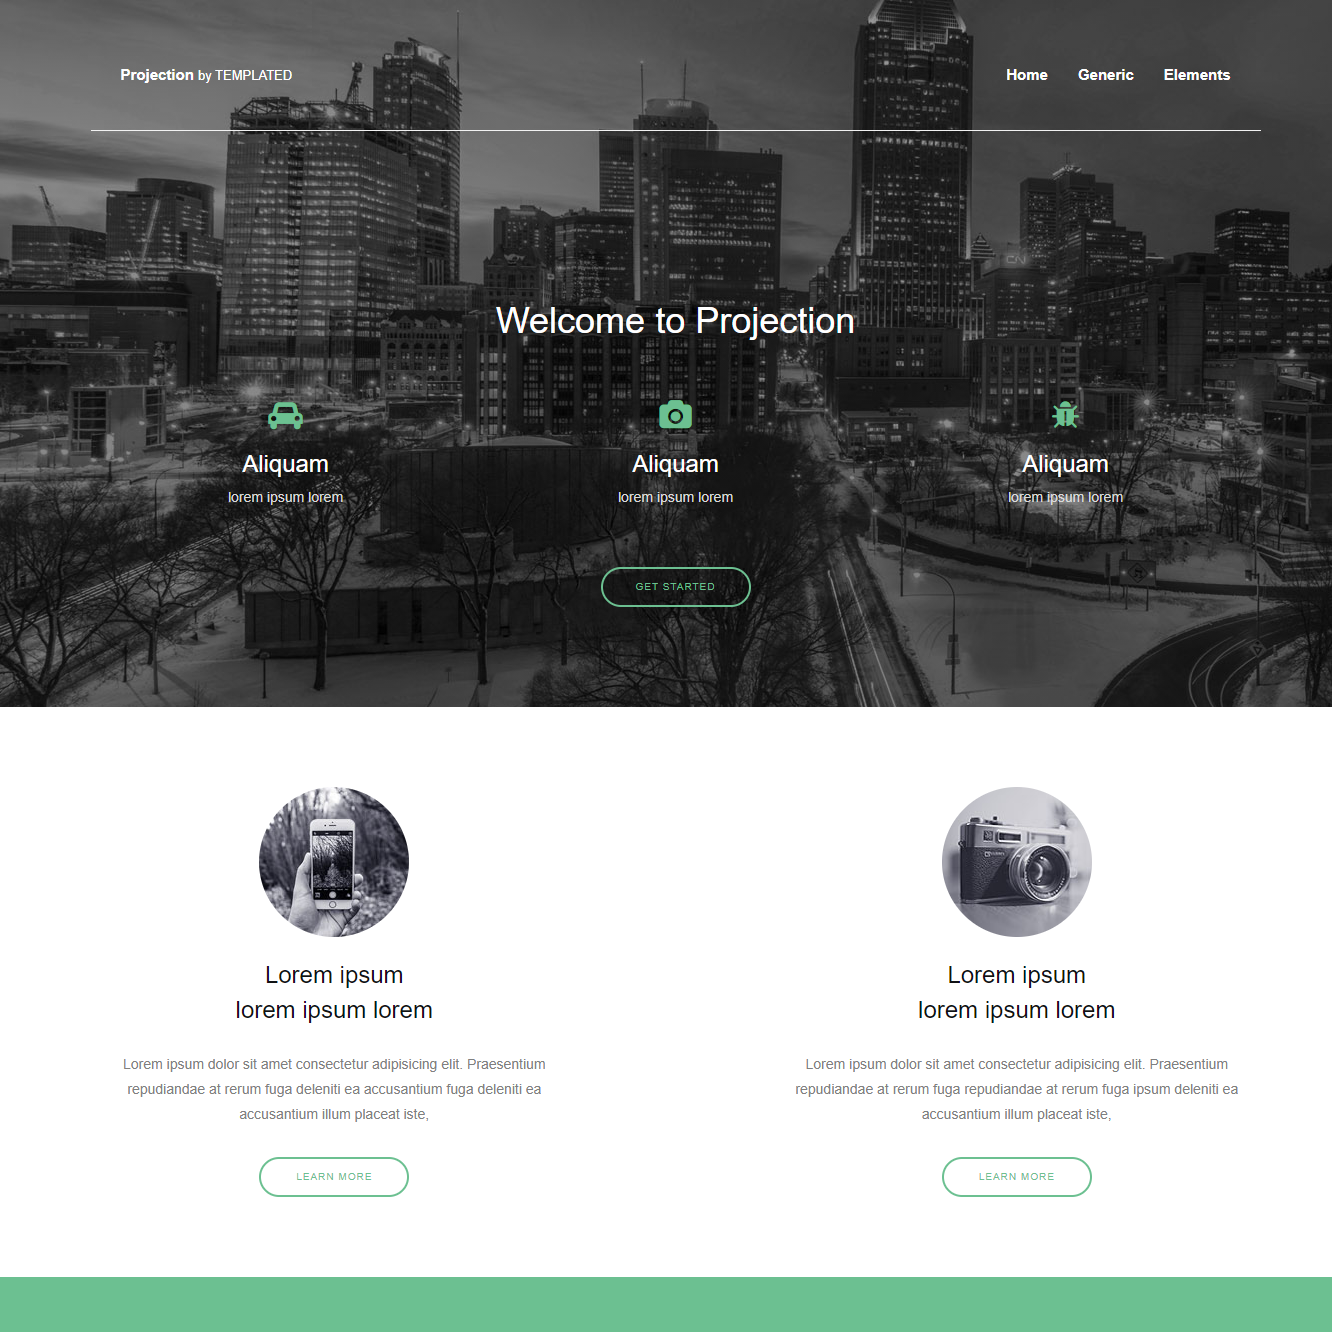 Projection by TEMPLATED
Home Generic Elements
Welcome to Projection
Aliquam
lorem ipsum lorem
Aliquam
lorem ipsum lorem
Aliquam
lorem ipsum lorem
GET STARTED
Lorem ipsum
lorem ipsum lorem
Lorem ipsum dolor sit amet consectetur adipisicing elit. Praesentium
repudiandae at rerum fuga deleniti ea accusantium fuga deleniti ea
accusantium illum placeat iste,
LEARN MORE
Lorem ipsum
lorem ipsum lorem
Lorem ipsum dolor sit amet consectetur adipisicing elit. Praesentium
repudiandae at rerum fuga repudiandae at rerum fuga ipsum deleniti ea
accusantium illum placeat iste,
LEARN MORE